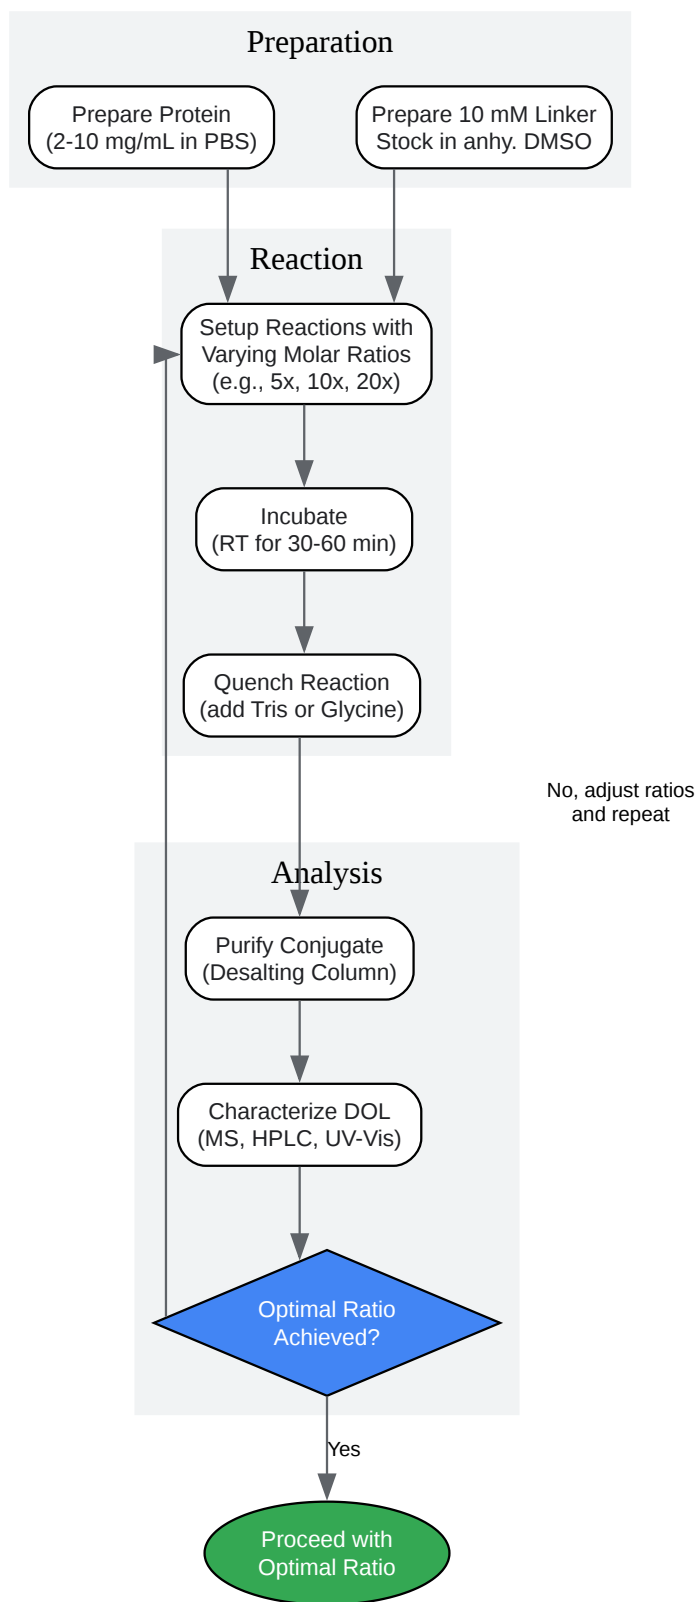 Preparation
Prepare Protein
(2-10 mg/mL in PBS)
Prepare 10 mM Linker
Stock in anhy. DMSO
Reaction
Setup Reactions with
Varying Molar Ratios
(e.g., 5x, 10x, 20x)
Incubate
(RT for 30-60 min)
Quench Reaction
(add Tris or Glycine)
No, adjust ratios
and repeat
Analysis
Purify Conjugate
(Desalting Column)
Characterize DOL
(MS, HPLC, UV-Vis)
Optimal Ratio
Achieved?
Yes
Proceed with
Optimal Ratio